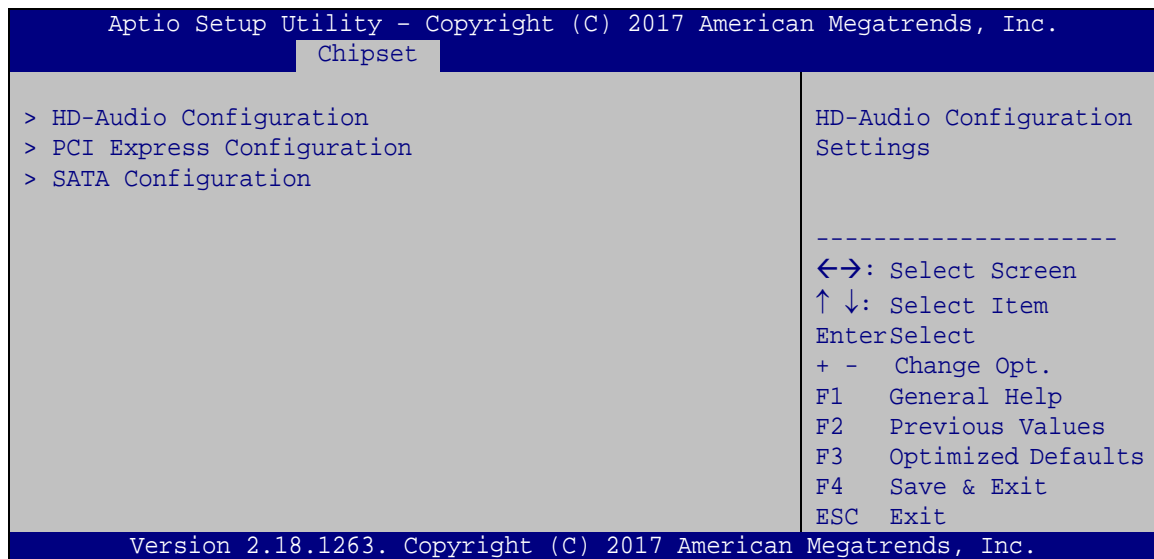 Aptio Setup Utility – Copyright (C) 2017 American Megatrends, Inc.
Chipset
> HD-Audio Configuration
> PCI Express Configuration
> SATA Configuration
HD-Audio Configuration
Settings
---------------------
←→: Select Screen
↑ ↓: Select Item
EnterSelect
+ - Change Opt.
F1 General Help
F2 Previous Values
F3 Optimized Defaults
F4 Save & Exit
ESC Exit
Version 2.18.1263. Copyright (C) 2017 American Megatrends, Inc.